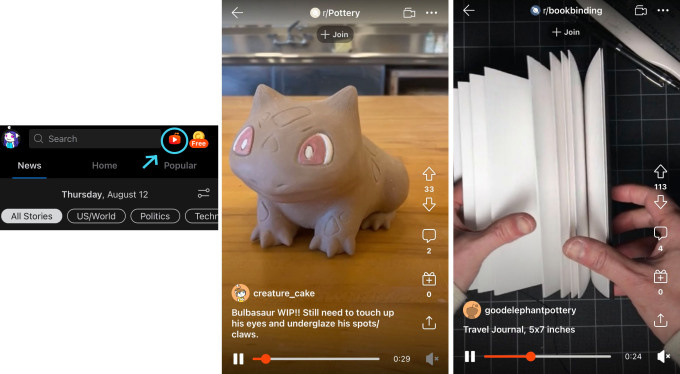 Search
Free
News
Home
Popular
Thursday, August 12
All Stories
US/World
Politics
Techn
r/Pottery
+ Join
33
2
0
creature_cake
Bulbasaur WIP!! Still need to touch up
his eyes and underglaze his spots/
claws.
0:29
r/bookbinding
+ Join
113
4
0
goodelephantpottery
Travel Journal, 5x7 inches
0:24